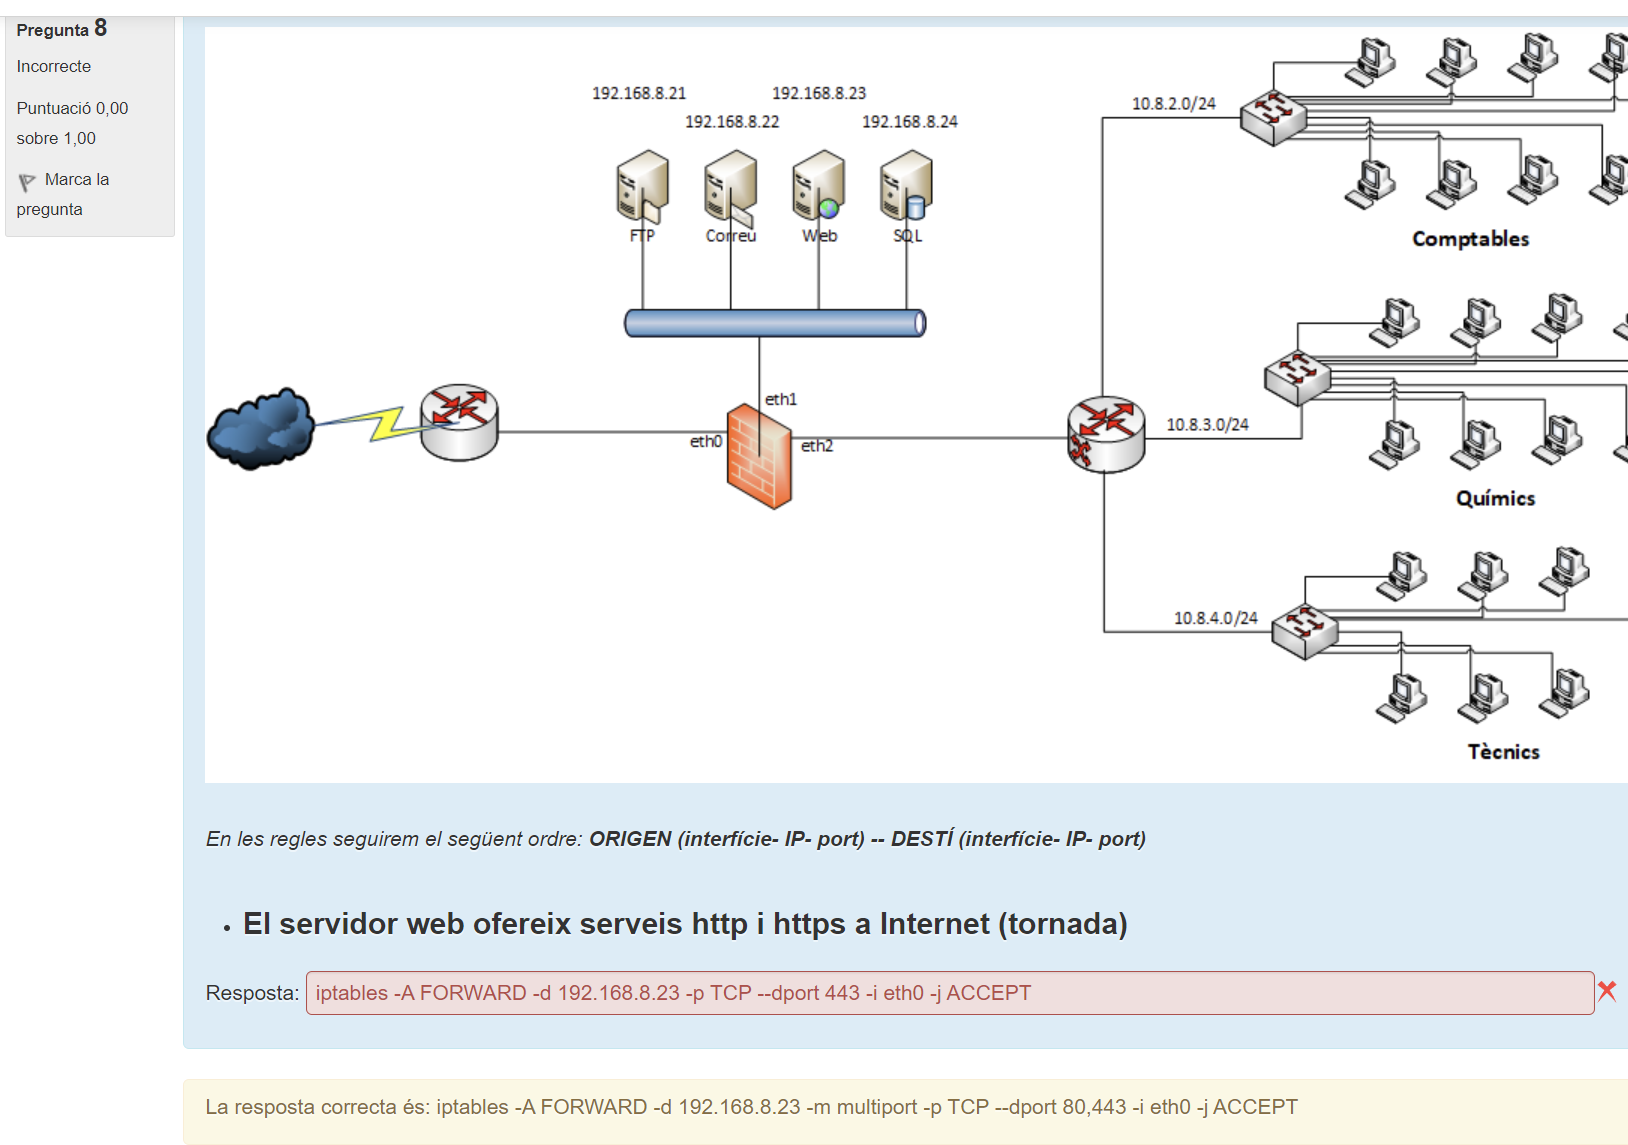 Pregunta 8
Incorrecte
Puntuació 0,00
sobre 1,00
Marca la
pregunta
192.168.8.21
192.168.8.23
192.168.8.22
192.168.8.24
FTP
Correu
Web
SQL
eth1
eth0
eth2
10.8.2.0/24
Comptables
10.8.3.0/24
Químics
10.8.4.0/24
Tècnics
En les regles seguirem el següent ordre: ORIGEN (interfície- IP- port) -- DESTÍ (interfície- IP- port)
• El servidor web ofereix serveis http i https a Internet (tornada)
Resposta: iptables -A FORWARD -d 192.168.8.23 -p TCP --dport 443 -i eth0 -j ACCEPT
La resposta correcta és: iptables -A FORWARD -d 192.168.8.23 -m multiport -p TCP --dport 80,443 -i eth0 -j ACCEPT